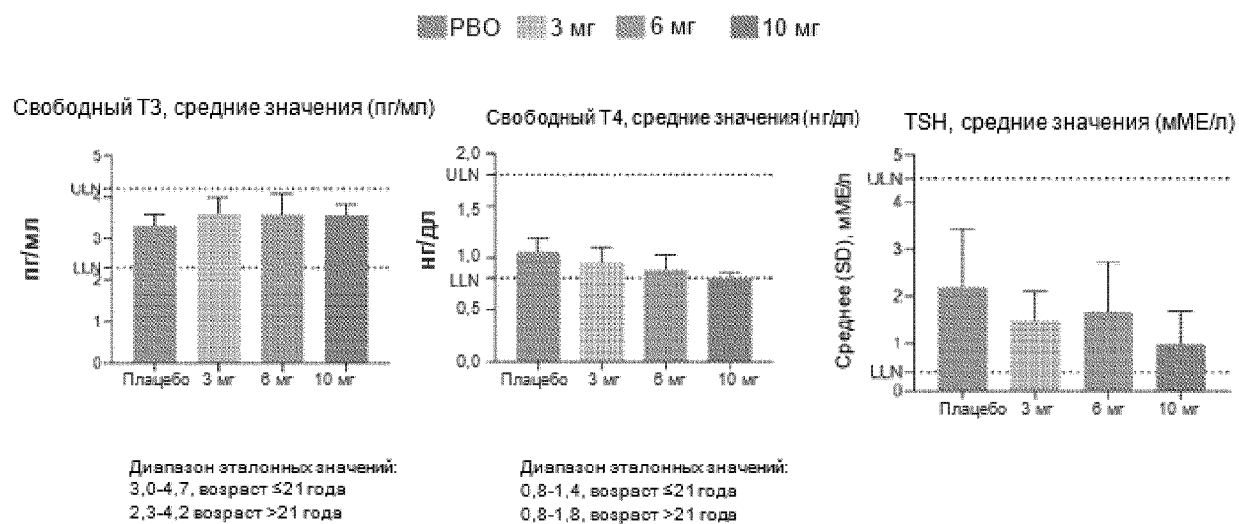 PBO 3 мг 6 мг 10 мг
Свободный Т3, средние значения (пг/мл)
5
ULN
4
3
LLN
2
1
0
пг/мл
Плацебо 3 мг 6 мг 10 мг
Диапазон эталонных значений:
3,0-4,7, возраст ≤21 года
2,3-4,2 возраст >21 года
Свободный Т4, средние значения (нг/дл)
2,0
ULN
1,5
1,0
LLN
0,5
0,0
нг/дл
Плацебо 3 мг 6 мг 10 мг
Диапазон эталонных значений:
0,8-1,4, возраст ≤21 года
0,8-1,8, возраст >21 года
TSH, средние значения (мМЕ/л)
5
ULN
4
3
2
1
LLN
0
Среднее (SD), мМЕ/л
Плацебо 3 мг 6 мг 10 мг